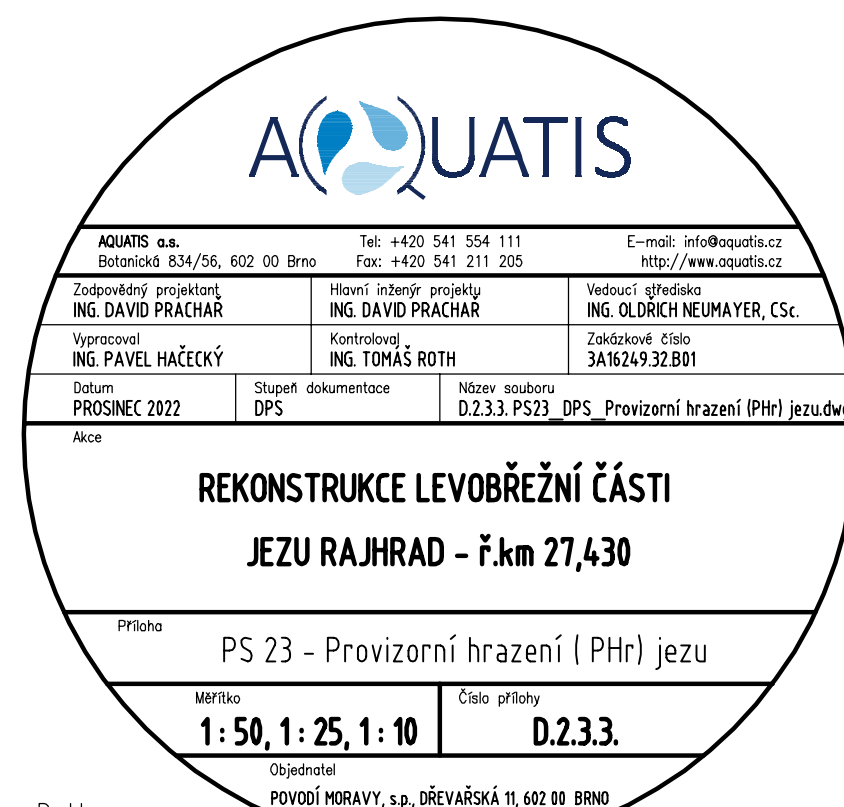 AQUATIS
AQUATIS a.s. Tel: +420 541 554 111 E-mail: info@aquatis.cz
Botanická 834/56, 602 00 Brno Fax: +420 541 211 205 http://www.aquatis.cz
Zodpovědný projektant Hlavní inženýr projektu Vedoucí střediska
ING. DAVID PRACHAŘ ING. DAVID PRACHAŘ ING. OLDŘICH NEUMAYER, CSc.
Vypracoval Kontroloval Zakázkové číslo
ING. PAVEL HAČECKÝ ING. TOMÁŠ ROTH 3A16249.32.B01
Datum Stupeň dokumentace Název souboru
PROSINEC 2022 DPS D.2.3.3. PS23_DPS_Provizorní hrazení (PHr) jezu.dw
Akce
REKONSTRUKCE LEVOBŘEŽNÍ ČÁSTI
JEZU RAJHRAD - ř.km 27,430
Příloha
PS 23 - Provizorní hrazení ( PHr) jezu
Měřítko Číslo přílohy
1 : 50, 1 : 25, 1 : 10 D.2.3.3.
Objednatel
POVODÍ MORAVY, s.p., DŘEVAŘSKÁ 11, 602 00 BRNO